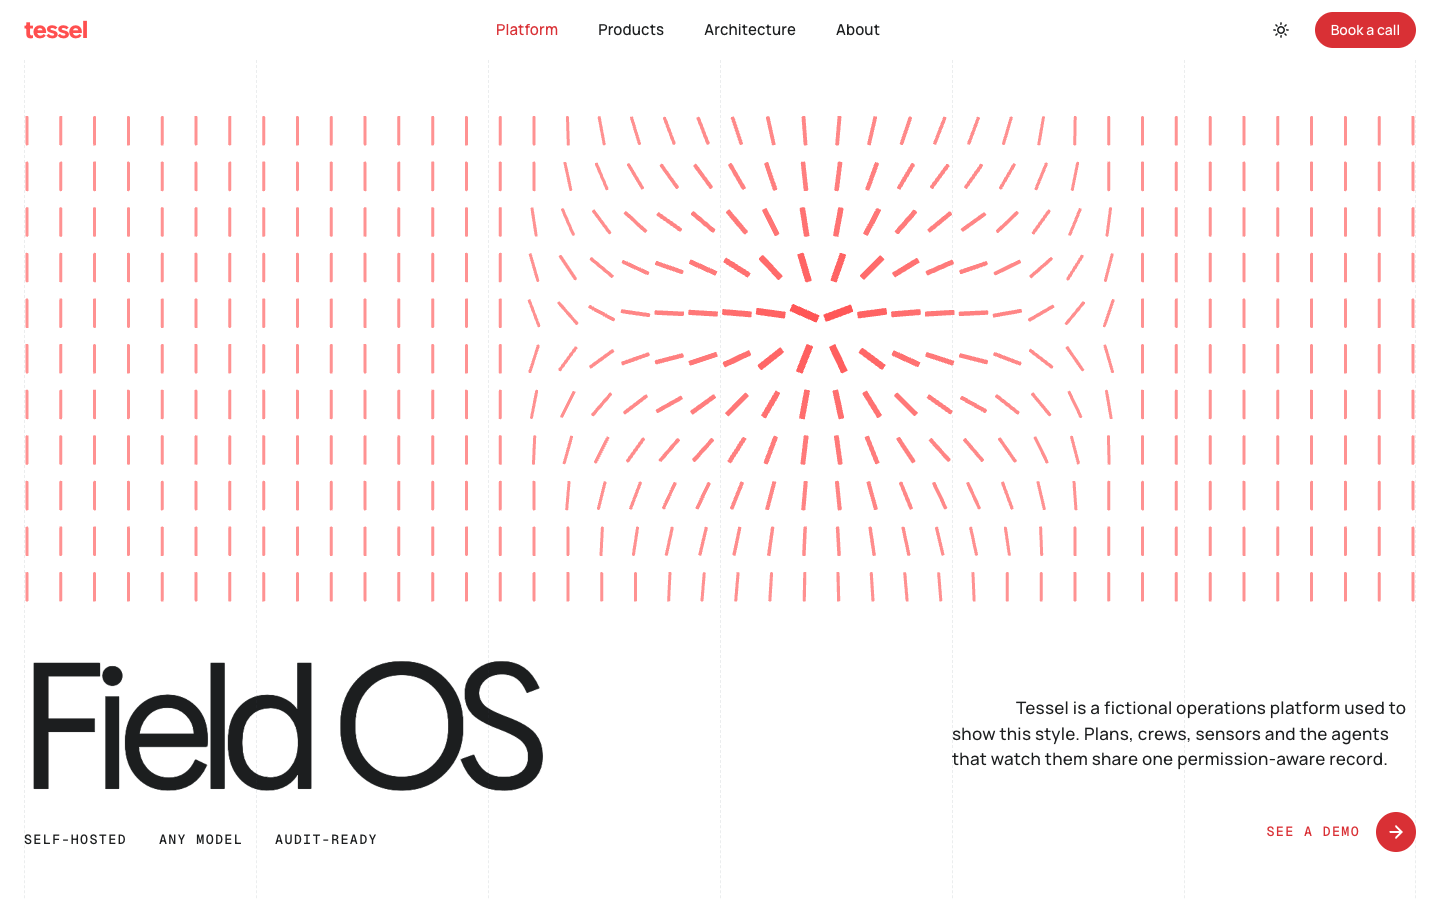 tessel
Platform
Products
Architecture
About
Book a call
Field OS
Tessel is a fictional operations platform used to
show this style. Plans, crews, sensors and the agents
that watch them share one permission-aware record.
SELF-HOSTED
ANY MODEL
AUDIT-READY
SEE A DEMO